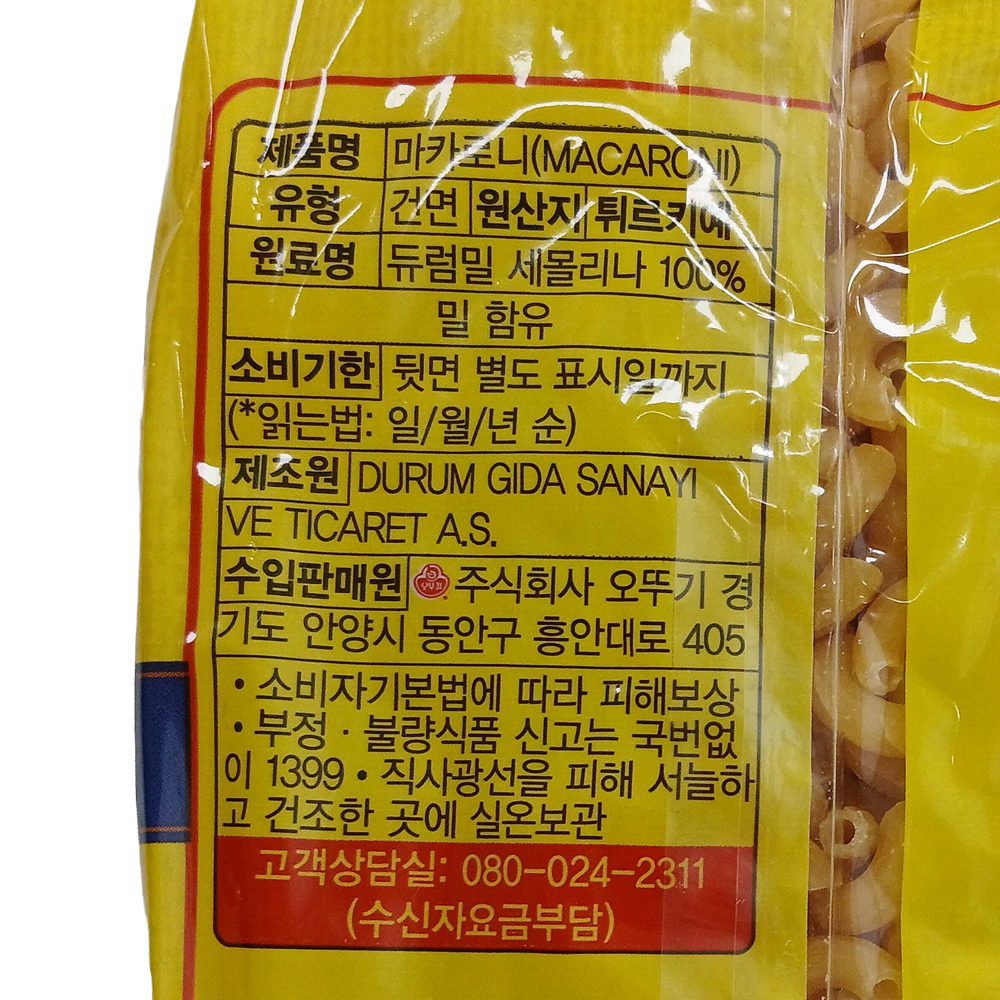 제품명 마카로니(MACARONI)
유형 건면 원산지 튀르키예
원료명 듀럼밀 세몰리나 100%
밀 함유
소비기한 뒷면 별도 표시일까지
(*읽는법: 일/월/년 순)
제조원 DURUM GIDA SANAYI
VE TICARET A.S.
수입판매원 오뚜기 주식회사 오뚜기 경
기도 안양시 동안구 흥안대로 405
• 소비자기본법에 따라 피해보상
• 부정 · 불량식품 신고는 국번없
이 1399 • 직사광선을 피해 서늘하
고 건조한 곳에 실온보관
고객상담실: 080-024-2311
(수신자요금부담)